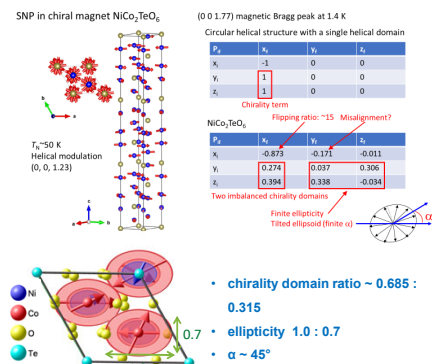 SNP in chiral magnet NiCo2TeO6
(0 0 1.77) magnetic Bragg peak at 1.4 K
Circular helical structure with a single helical domain
Pif xf yf zf
xi -1 0 0
yi 1 0 0
zi 1 0 0
Chirality term
Flipping ratio: ~15 Misalignment?
NiCo2TeO6
Pif xf yf zf
xi -0.873 -0.171 -0.011
yi 0.274 0.037 0.306
zi 0.394 0.338 -0.034
Two imbalanced chirality domains
Finite ellipticity
Tilted ellipsoid (finite α)
α
b
a
TN~50 K
Helical modulation
(0, 0, 1.23)
c
b
a
Ni
Co
O
Te
0.7
• chirality domain ratio ~ 0.685 :
0.315
• ellipticity 1.0 : 0.7
• α ~ 45°